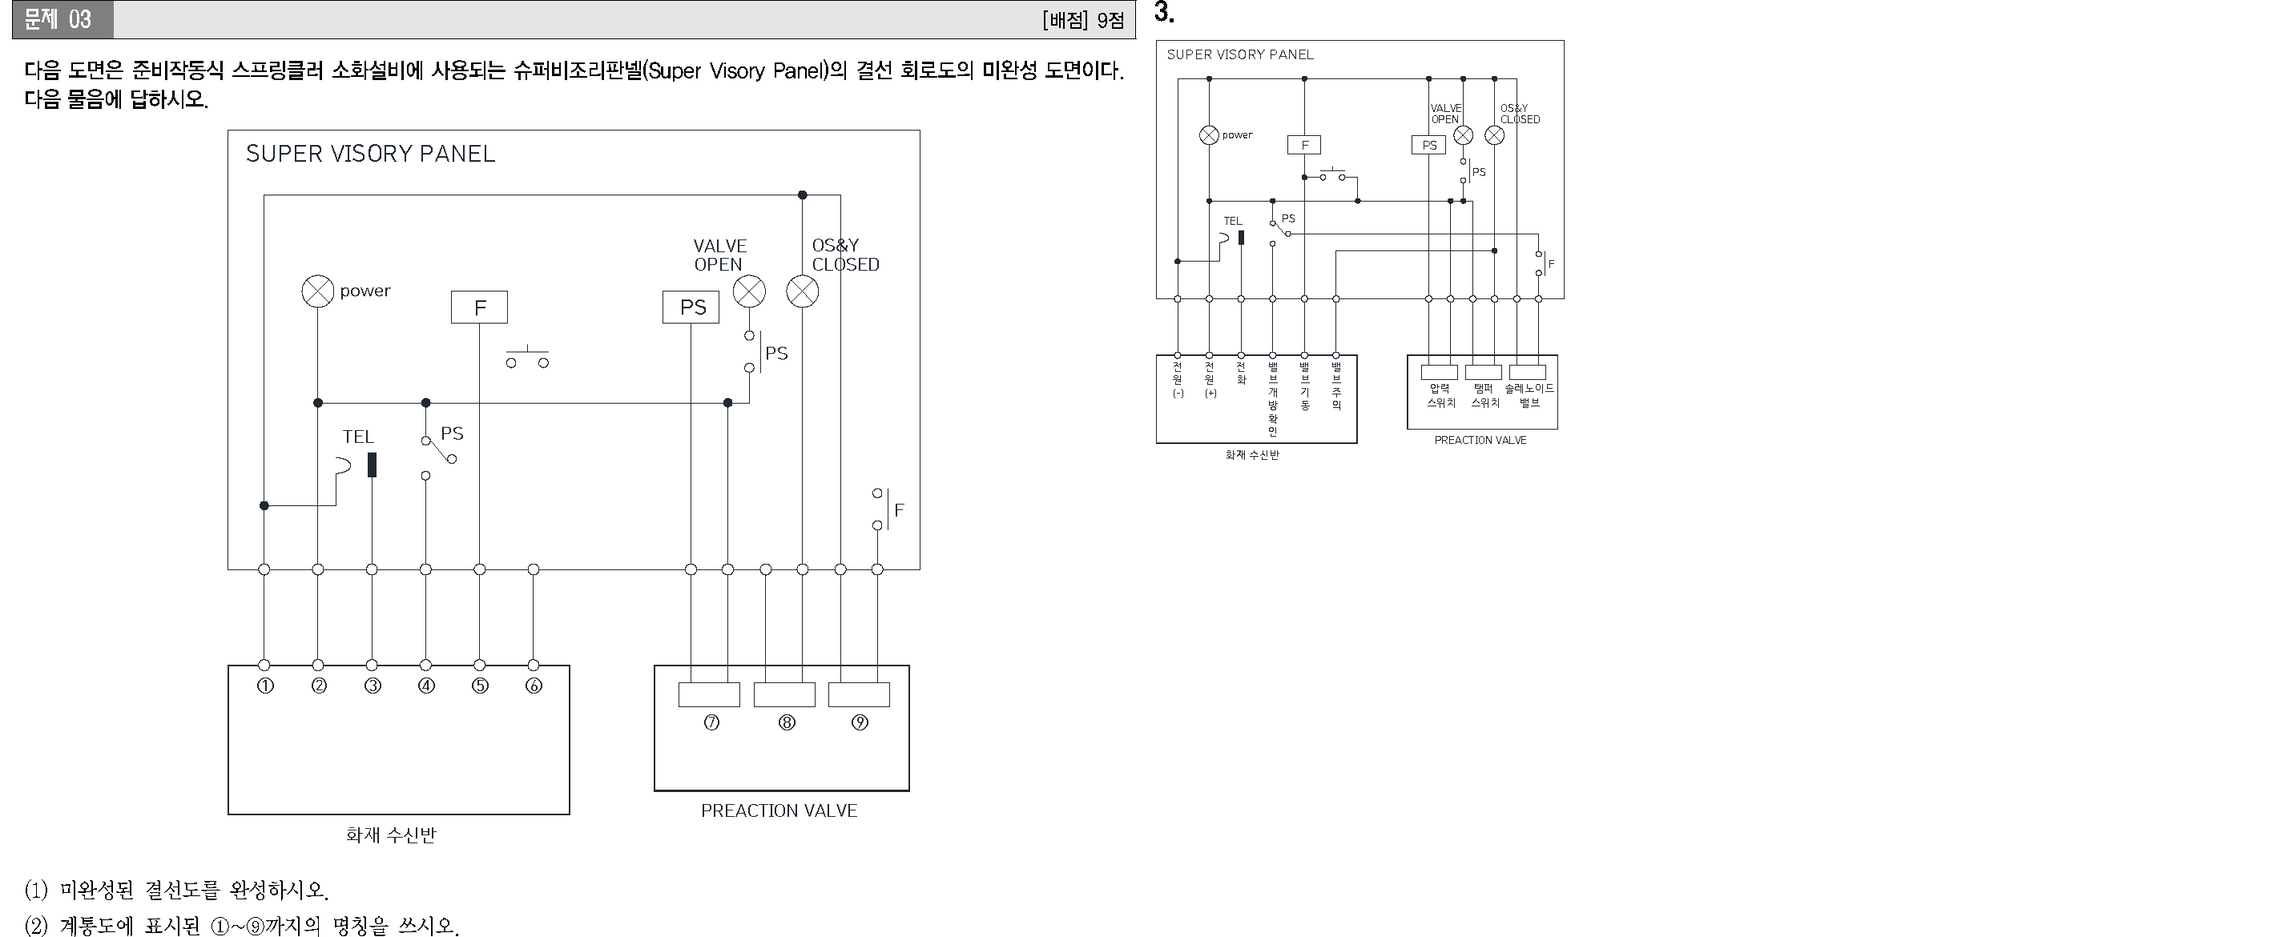 문제 03
[배점] 9점
다음 도면은 준비작동식 스프링클러 소화설비에 사용되는 슈퍼비조리판넬(Super Visory Panel)의 결선 회로도의 미완성 도면이다.
다음 물음에 답하시오.
SUPER VISORY PANEL
VALVE
OPEN
OS&Y
CLOSED
power
F
PS
PS
TEL
PS
F
①
②
③
④
⑤
⑥
⑦
⑧
⑨
PREACTION VALVE
화재 수신반
(1) 미완성된 결선도를 완성하시오.
(2) 계통도에 표시된 ①~⑨까지의 명칭을 쓰시오.
3.
SUPER VISORY PANEL
VALVE
OPEN
OS&Y
CLOSED
power
F
PS
PS
TEL
PS
F
전원(-)
전원(+)
전화
밸브개방확인
밸브기동
밸브주의
압력
스위치
탬퍼
스위치
솔레노이드
밸브
PREACTION VALVE
화재 수신반